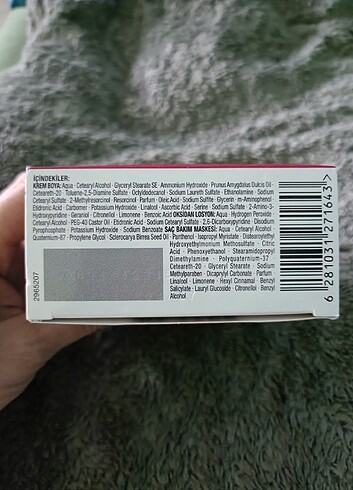 İÇİNDEKİLER:
KREM BOYA: Aqua · Cetearyl Alcohol · Glyceryl Stearate SE · Ammonium Hydroxide · Prunus Amygdalus Dulcis Oil ·
Ceteareth-20 · Toluene-2,5-Diamine Sulfate · Octyldodecanol · Sodium Laureth Sulfate · Ethanolamine · Sodium
Cetearyl Sulfate · 2-Methylresorcinol · Resorcinol · Parfum · Oleic Acid · Sodium Sulfite · Glycerin · m-Aminophenol ·
Etidronic Acid · Carbomer · Potassium Hydroxide · Linalool · Ascorbic Acid · Serine · Sodium Sulfate · 2-Amino-3-
Hydroxypyridine · Geraniol · Citronellol · Limonene · Benzoic Acid OKSİDAN LOSYON: Aqua · Hydrogen Peroxide
· Cetearyl Alcohol · PEG-40 Castor Oil · Etidronic Acid · Sodium Cetearyl Sulfate · 2,6-Dicarboxypyridine · Disodium
Pyrophosphate · Potassium Hydroxide · Sodium Benzoate SAÇ BAKIM MASKESİ: Aqua · Cetearyl Alcohol ·
Quaternium-87 · Propylene Glycol · Sclerocarya Birrea Seed Oil · Panthenol · Isopropyl Myristate · Distearoylethyl
Hydroxyethylmonium Methosulfate · Citric
Acid · Phenoxyethanol · Stearamidopropyl
Dimethylamine · Polyquaternium-37 ·
Ceteareth-20 · Glyceryl Stearate · Sodium
Methylparaben · Dicaprylyl Carbonate · Parfum
· Linalool · Limonene · Hexyl Cinnamal · Benzyl
Salicylate · Lauryl Glucoside · Citronellol · Benzyl
Alcohol
2965207
6 281031 271643 >